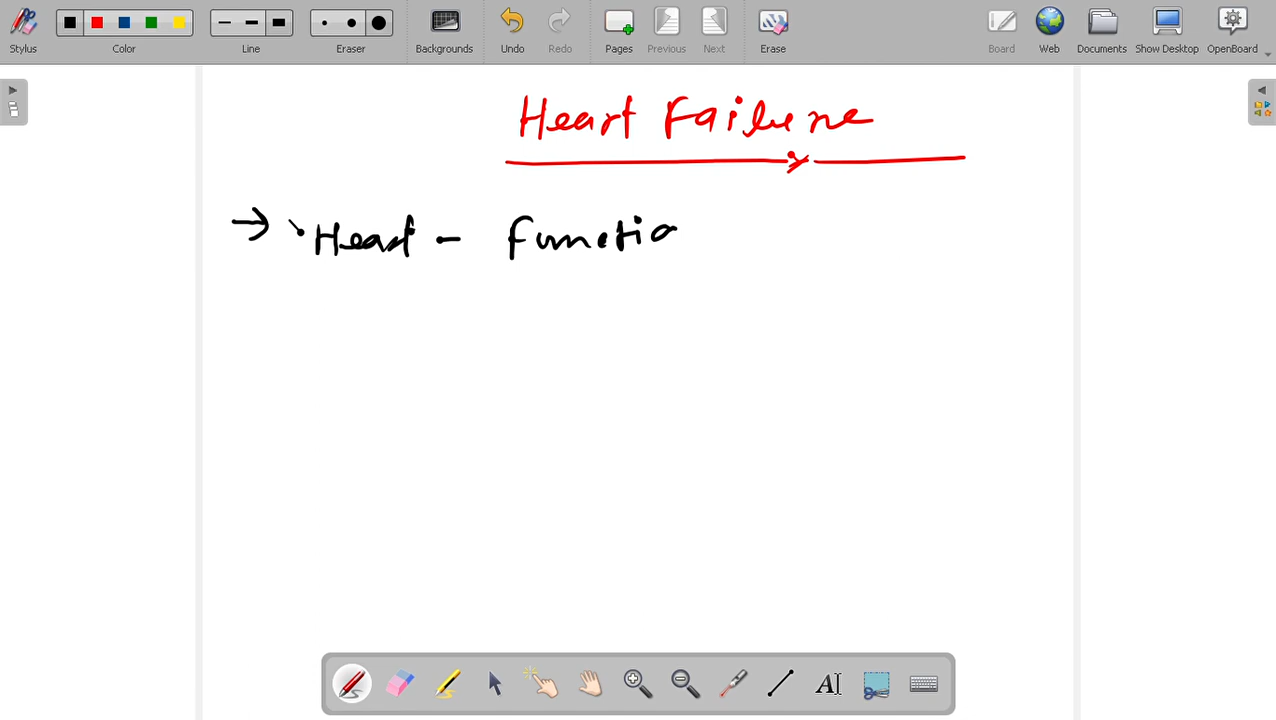 Stylus Color Line Eraser Backgrounds Undo Redo Pages Previous Next Erase Board Web Documents Show Desktop OpenBoard
Heart Failure
→ Heart - Functio
AI